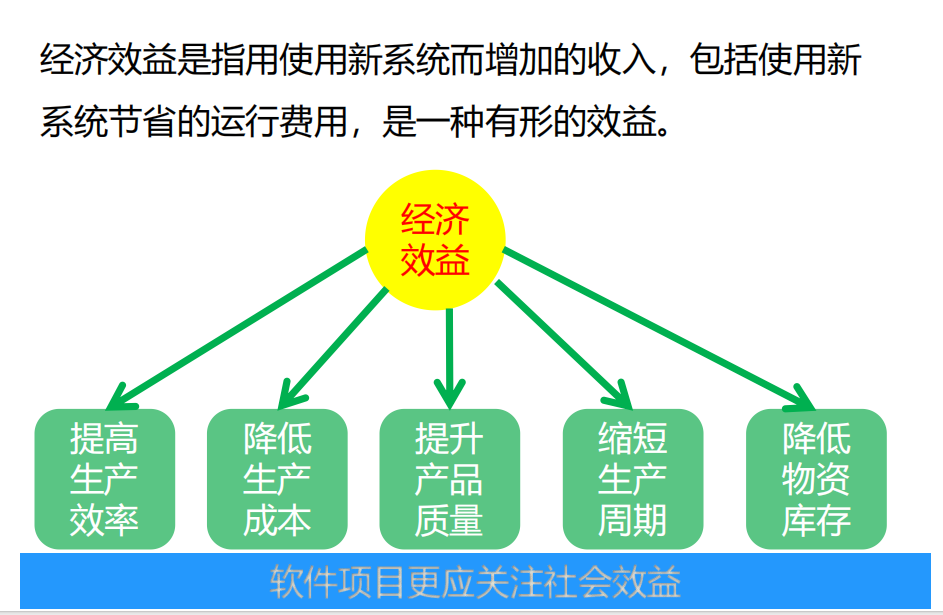 经济效益是指用使用新系统而增加的收入，包括使用新
系统节省的运行费用，是一种有形的效益。
经济
效益
提高
生产
效率
降低
生产
成本
提升
产品
质量
缩短
生产
周期
降低
物资
库存
软件项目更应关注社会效益